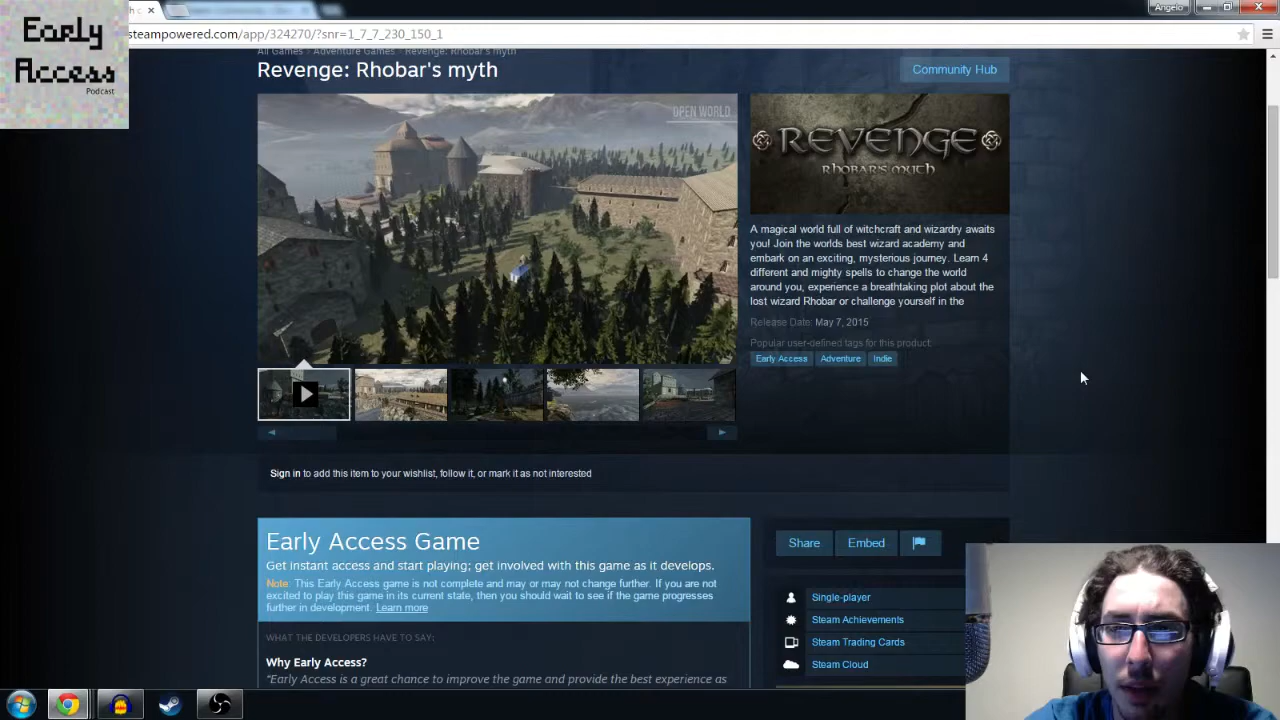 Angelo
Early
Access
Podcast
steampowered.com/app/324270/?snr=1_7_7_230_150_1
All Games > Adventure Games > Revenge: Rhobar's myth
Revenge: Rhobar's myth
Community Hub
OPEN WORLD
REVENGE
RHOBAR'S MYTH
A magical world full of witchcraft and wizardry awaits
you! Join the worlds best wizard academy and
embark on an exciting, mysterious journey. Learn 4
different and mighty spells to change the world
around you, experience a breathtaking plot about the
lost wizard Rhobar or challenge yourself in the
Release Date: May 7, 2015
Popular user-defined tags for this product:
Early Access Adventure Indie
Sign in to add this item to your wishlist, follow it, or mark it as not interested
Early Access Game
Get instant access and start playing; get involved with this game as it develops.
Note: This Early Access game is not complete and may or may not change further. If you are
not excited to play this game in its current state, then you should wait to see if the game progresses
further in development. Learn more
WHAT THE DEVELOPERS HAVE TO SAY:
Why Early Access?
“Early Access is a great chance to improve the game and provide the best experience as
Share Embed
Single-player
Steam Achievements
Steam Trading Cards
Steam Cloud